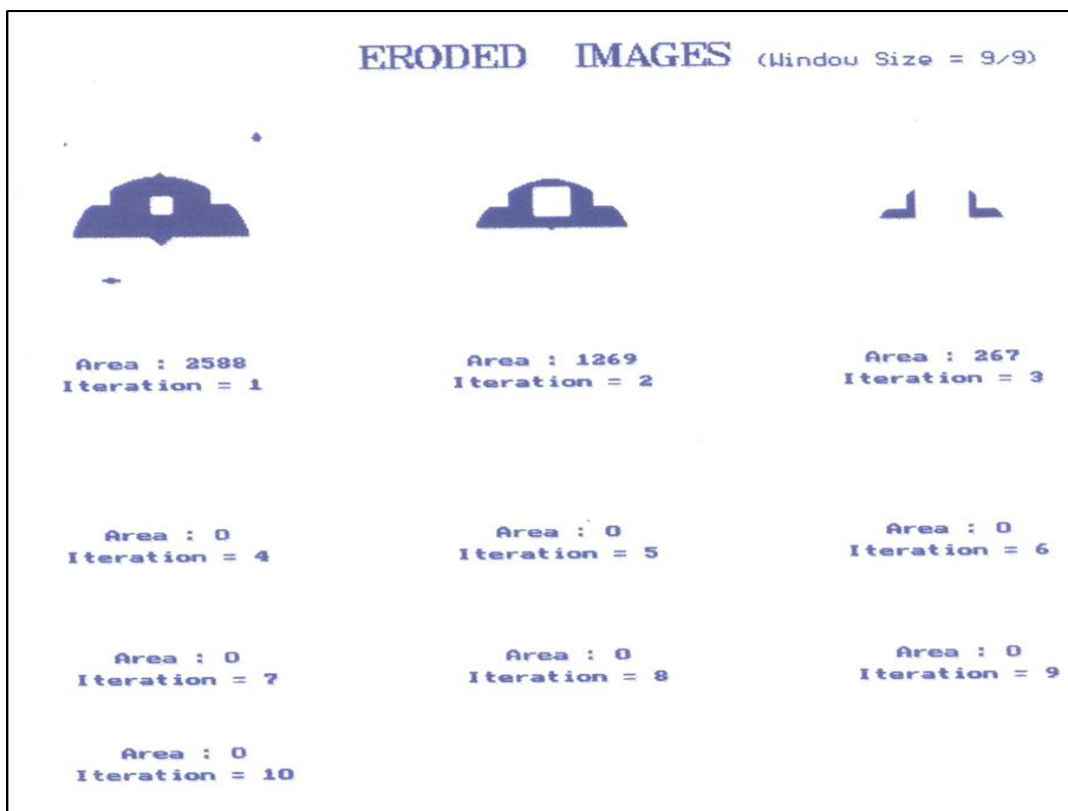 ERODED IMAGES (Window Size = 9/9)
Area : 2588
Iteration = 1
Area : 1269
Iteration = 2
Area : 267
Iteration = 3
Area : 0
Iteration = 4
Area : 0
Iteration = 5
Area : 0
Iteration = 6
Area : 0
Iteration = 7
Area : 0
Iteration = 8
Area : 0
Iteration = 9
Area : 0
Iteration = 10